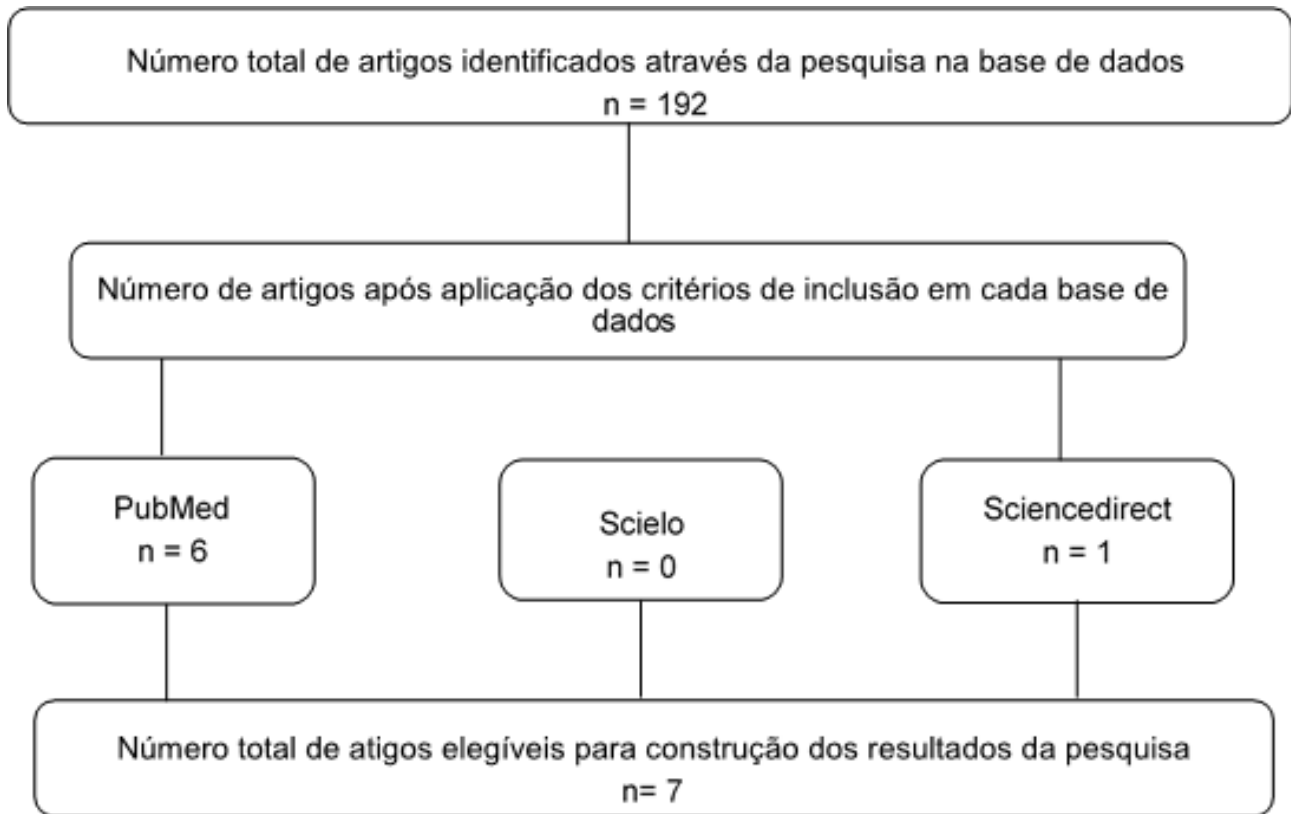 Número total de artigos identificados através da pesquisa na base de dados
n = 192
Número de artigos após aplicação dos critérios de inclusão em cada base de
dados
PubMed
n = 6
Scielo
n = 0
Sciencedirect
n = 1
Número total de atigos elegíveis para construção dos resultados da pesquisa
n= 7